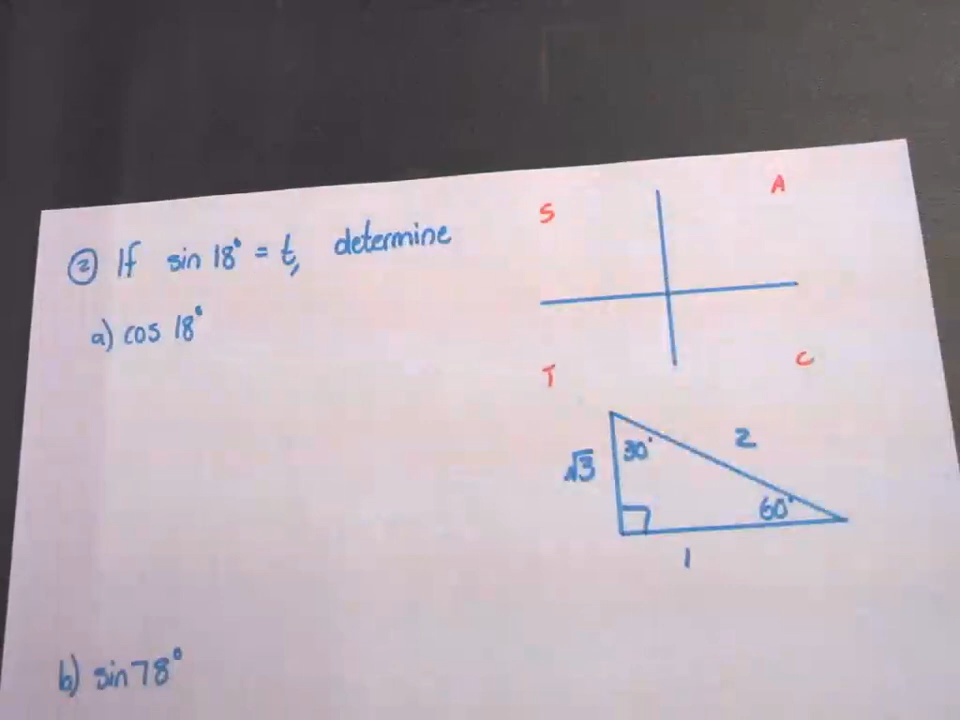 ② If sin 18° = t, determine
a) cos 18°
S
A
T
C
√3
30°
2
60°
1
b) sin 78°